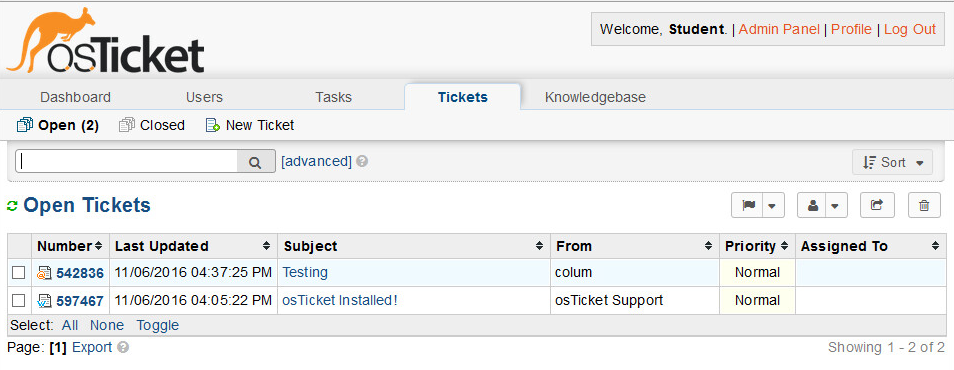 Welcome, Student. | Admin Panel | Profile | Log Out
osTicket
Dashboard Users Tasks Tickets Knowledgebase
Open (2) Closed New Ticket
[advanced] ? Sort
Open Tickets
Number Last Updated Subject From Priority Assigned To
542836 11/06/2016 04:37:25 PM Testing colum Normal
597467 11/06/2016 04:05:22 PM osTicket Installed! osTicket Support Normal
Select: All None Toggle
Page: [1] Export ? Showing 1 - 2 of 2